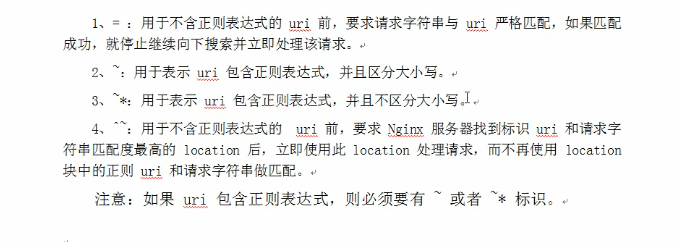 1、= ：用于不含正则表达式的 uri 前，要求请求字符串与 uri 严格匹配，如果匹配
成功，就停止继续向下搜索并立即处理该请求。
2、~：用于表示 uri 包含正则表达式，并且区分大小写。
3、~*：用于表示 uri 包含正则表达式，并且不区分大小写。
4、^~：用于不含正则表达式的 uri 前，要求 Nginx 服务器找到标识 uri 和请求字
符串匹配度最高的 location 后，立即使用此 location 处理请求，而不再使用 location
块中的正则 uri 和请求字符串做匹配。
注意：如果 uri 包含正则表达式，则必须要有 ~ 或者 ~* 标识。